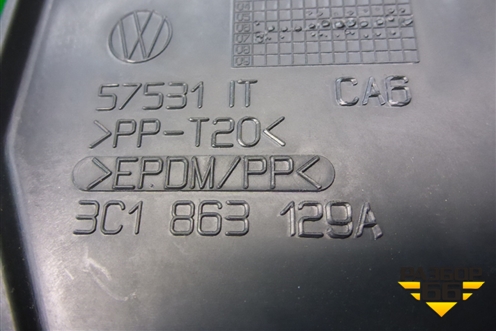 57531 IT CA6
>PP-T20<
>EPDM/PP<
3C1 863 129A